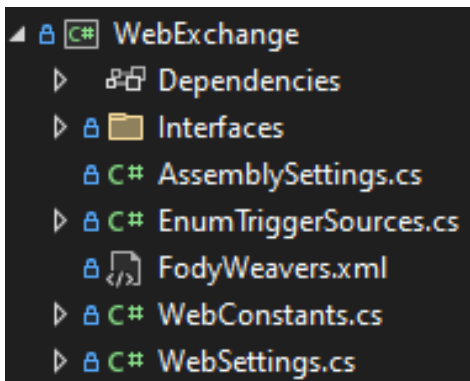 C# WebExchange
Dependencies
Interfaces
C# AssemblySettings.cs
C# EnumTriggerSources.cs
FodyWeavers.xml
C# WebConstants.cs
C# WebSettings.cs